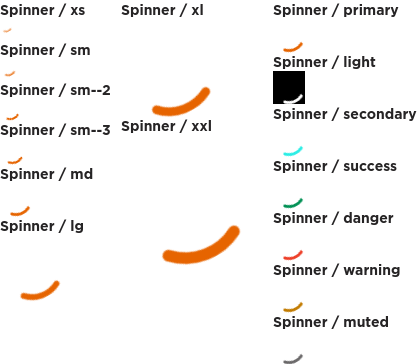 Spinner / xs
Spinner / sm
Spinner / sm--2
Spinner / sm--3
Spinner / md
Spinner / lg
Spinner / xl
Spinner / xxl
Spinner / primary
Spinner / light
Spinner / secondary
Spinner / success
Spinner / danger
Spinner / warning
Spinner / muted